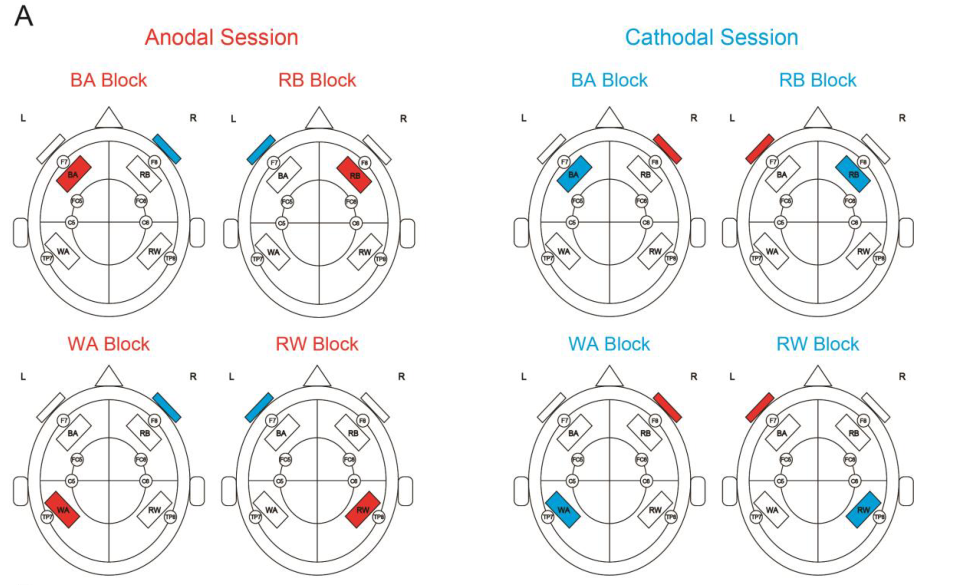 A
Anodal Session
Cathodal Session
BA Block
RB Block
BA Block
RB Block
L
R
L
R
L
R
L
R
F7
F8
BA
RB
FC5
FC6
C5
C6
WA
RW
TP7
TP8
F7
F8
BA
RB
FC5
FC6
C5
C6
WA
RW
TP7
TP8
F7
F8
BA
RB
FC5
FC6
C5
C6
WA
RW
TP7
TP8
F7
F8
BA
RB
FC5
FC6
C5
C6
WA
RW
TP7
TP8
WA Block
RW Block
WA Block
RW Block
L
R
L
R
L
R
L
R
F7
F8
BA
RB
FC5
FC6
C5
C6
WA
RW
TP7
TP8
F7
F8
BA
RB
FC5
FC6
C5
C6
WA
RW
TP7
TP8
F7
F8
BA
RB
FC5
FC6
C5
C6
WA
RW
TP7
TP8
F7
F8
BA
RB
FC5
FC6
C5
C6
WA
RW
TP7
TP8